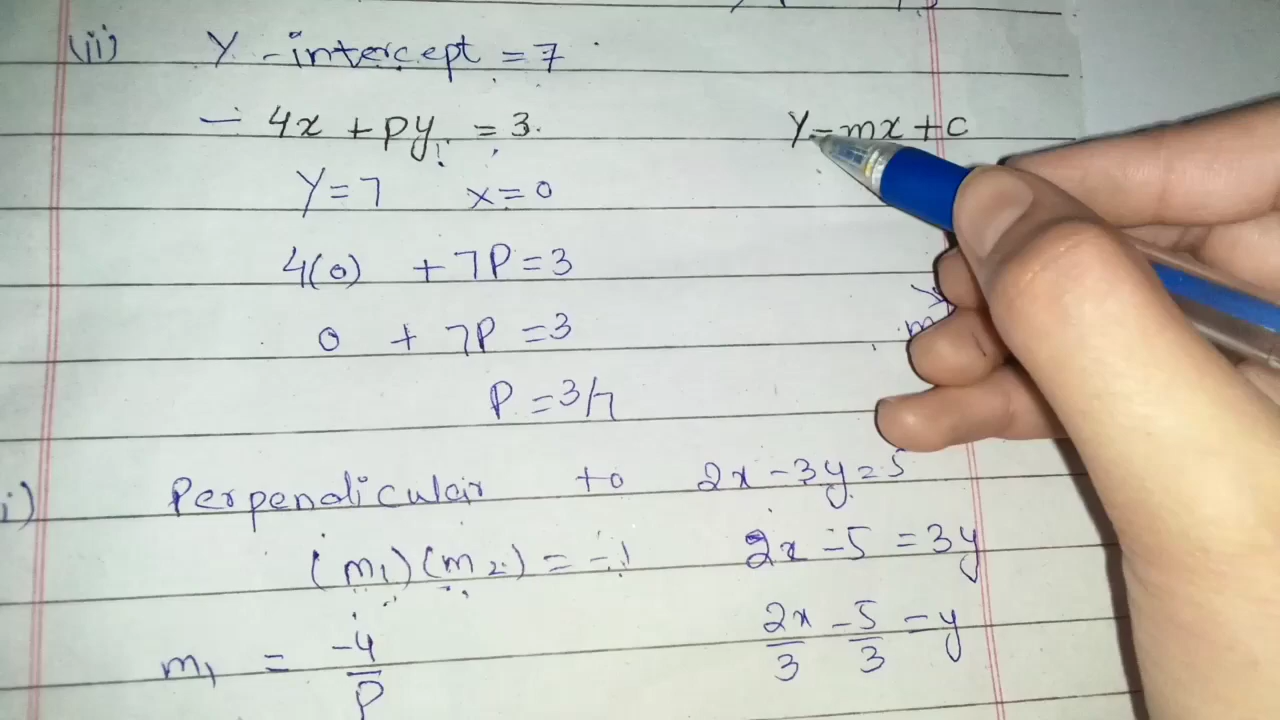 (ii) Y-intercept = 7
— 4x + py = 3. Y = mx + c
Y = 7 x = 0
4(0) + 7P = 3
0 + 7P = 3
P = 3/7
i) Perpendicular to 2x - 3y = 5
(m₁)(m₂) = -1 2x - 5 = 3y
m₁ = -4/P 2x/3 - 5/3 = y